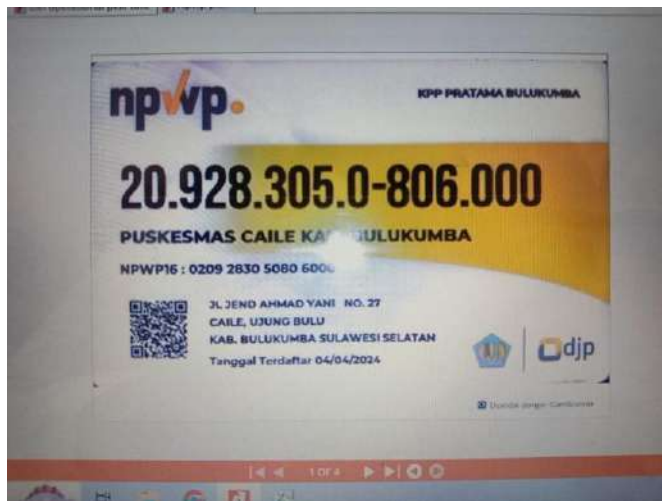 npwp.
KPP PRATAMA BULUKUMBA
20.928.305.0-806.000
PUSKESMAS CAILE BULUKUMBA
NPWP16 : 0209 2830 5080
JL JEND AHMAD YANI NO. 27
CAILE, UJUNG BULU
KAB. BULUKUMBA SULAWESI SELATAN
Tanggal Terdaftar 04/04/2024
djp
1 OF 4